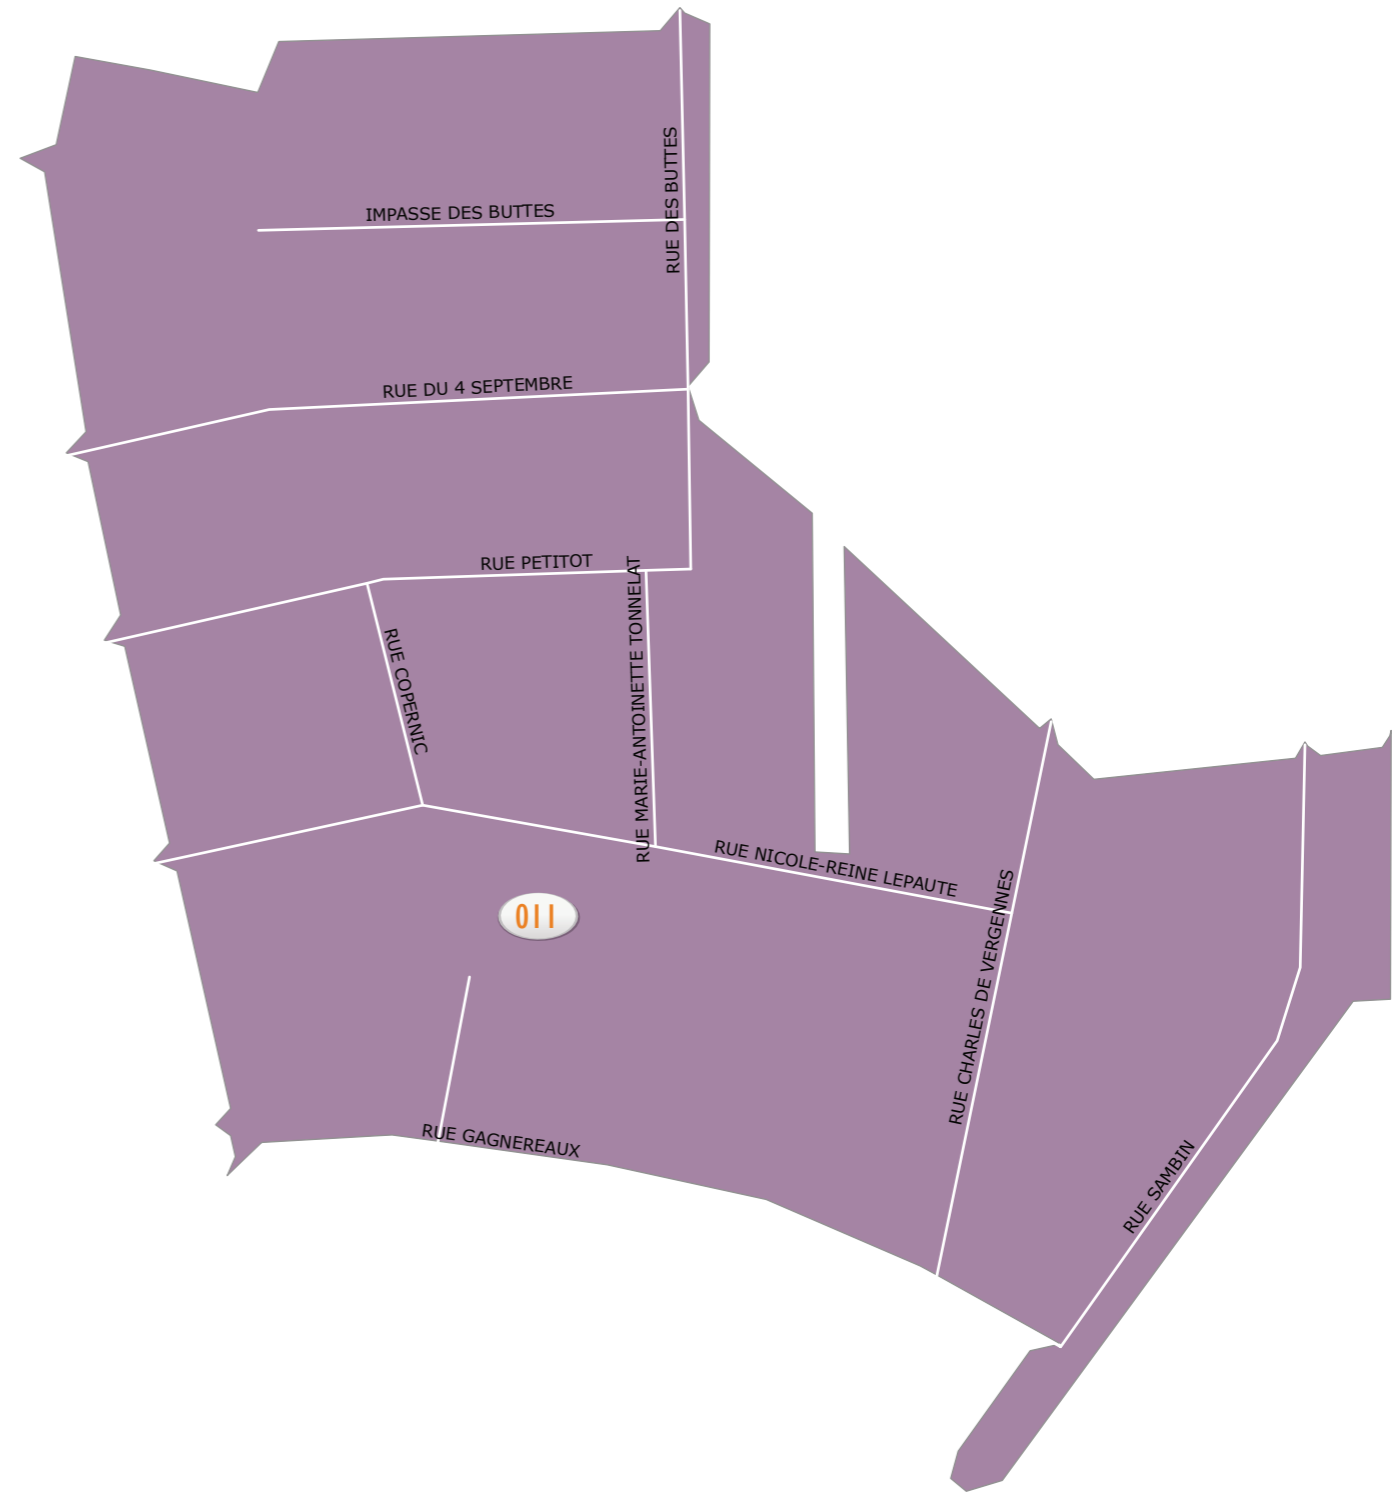 RUE DES BUTTES
IMPASSE DES BUTTES
RUE DU 4 SEPTEMBRE
RUE PETITOT
RUE MARIE-ANTOINETTE TONNELAT
RUE COPERNIC
RUE NICOLE-REINE LEPAUTE
RUE CHARLES DE VERGENNES
011
RUE GAGNEREAUX
RUE SAMBIN